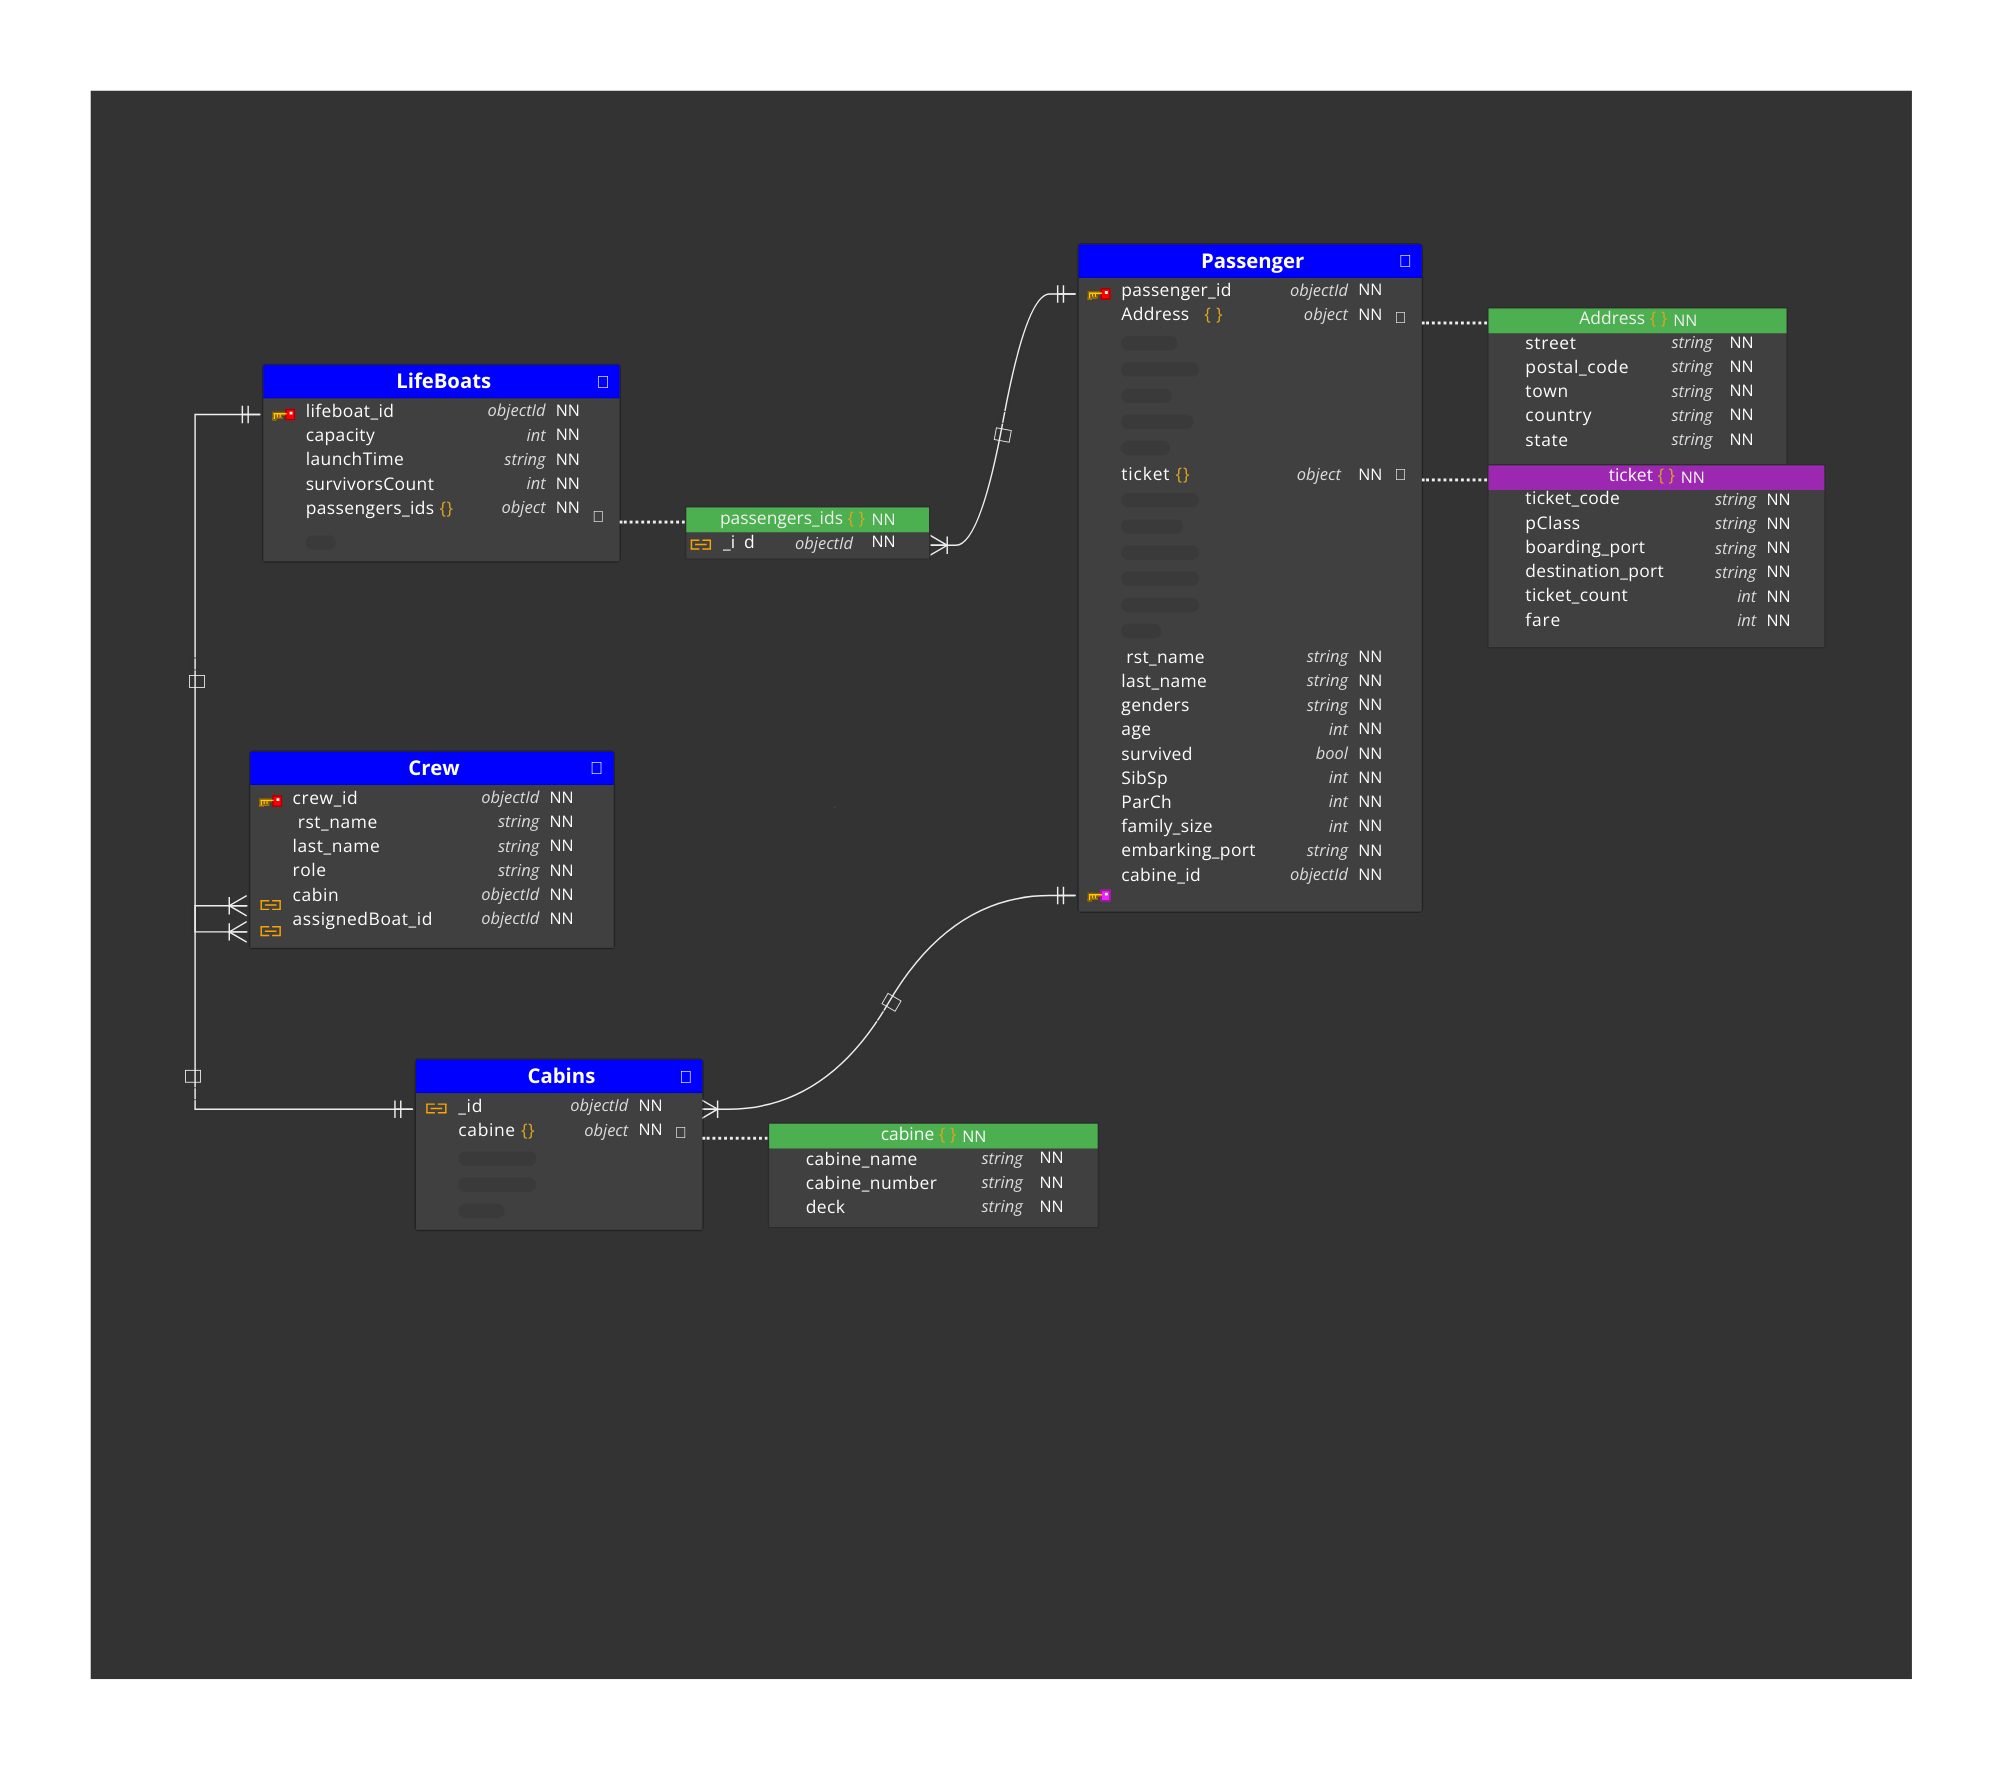 Passenger
passenger_id objectId NN
Address { } object NN
ticket {} object NN
rst_name string NN
last_name string NN
genders string NN
age int NN
survived bool NN
SibSp int NN
ParCh int NN
family_size int NN
embarking_port string NN
cabine_id objectId NN
Address { } NN
street string NN
postal_code string NN
town string NN
country string NN
state string NN
ticket { } NN
ticket_code string NN
pClass string NN
boarding_port string NN
destination_port string NN
ticket_count int NN
fare int NN
LifeBoats
lifeboat_id objectId NN
capacity int NN
launchTime string NN
survivorsCount int NN
passengers_ids {} object NN
passengers_ids { } NN
_i d objectId NN
Crew
crew_id objectId NN
rst_name string NN
last_name string NN
role string NN
cabin objectId NN
assignedBoat_id objectId NN
Cabins
_id objectId NN
cabine {} object NN
cabine { } NN
cabine_name string NN
cabine_number string NN
deck string NN